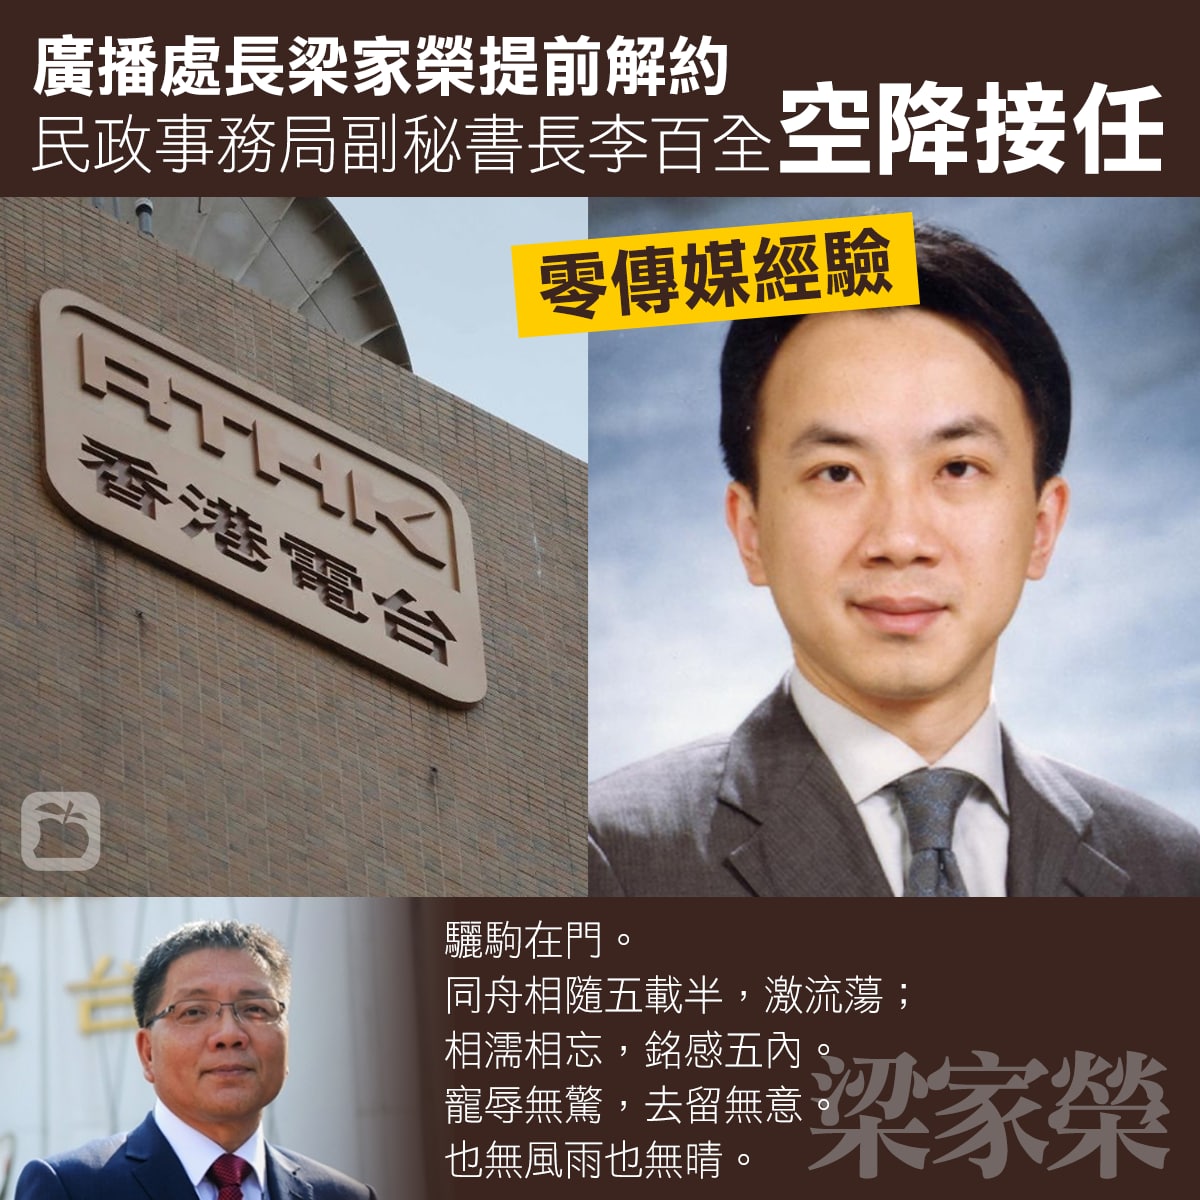 廣播處長梁家榮提前解約
民政事務局副秘書長李百全空降接任
零傳媒經驗
RTHK
香港電台
驪駒在門。
同舟相隨五載半，激流蕩；
相濡相忘，銘感五內。
寵辱無驚，去留無意。
也無風雨也無晴。
梁家榮
台